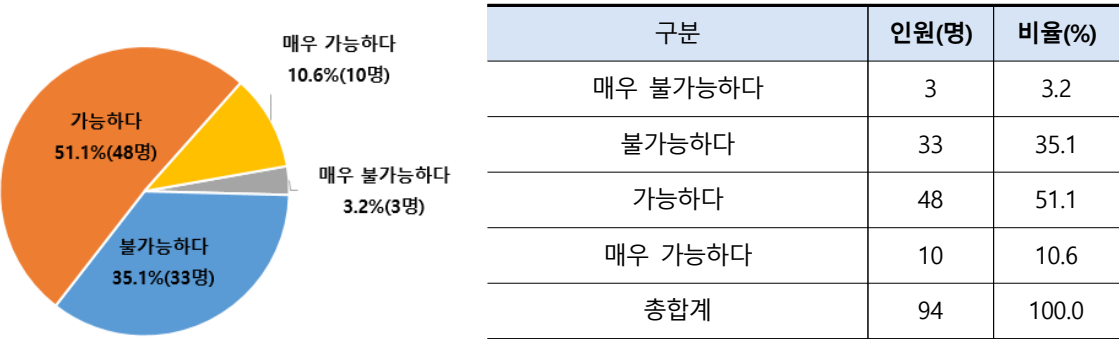 매우 가능하다
10.6%(10명)
가능하다
51.1%(48명)
매우 불가능하다
3.2%(3명)
불가능하다
35.1%(33명)
구분 인원(명) 비율(%)
매우 불가능하다 3 3.2
불가능하다 33 35.1
가능하다 48 51.1
매우 가능하다 10 10.6
총합계 94 100.0